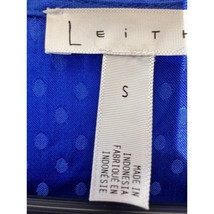 LEiTH
S
MADE IN
INDONESIA
FABRIQUÉ EN
INDONÉSIE